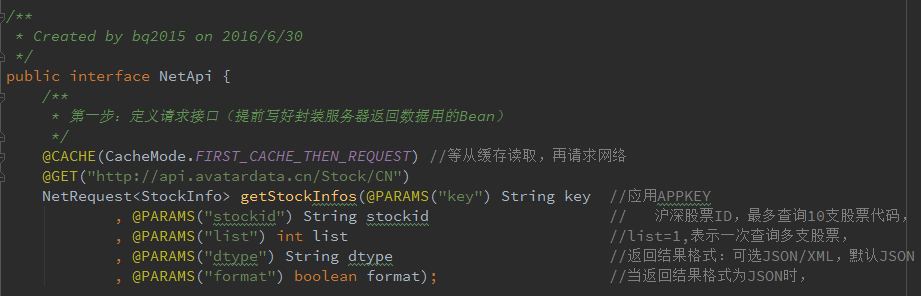 /**
 * Created by bq2015 on 2016/6/30
 */
public interface NetApi {
    /**
     * 第一步：定义请求接口（提前写好封装服务器返回数据用的Bean）
     */
    @CACHE(CacheMode.FIRST_CACHE_THEN_REQUEST) //等从缓存读取，再请求网络
    @GET("http://api.avatardata.cn/Stock/CN")
    NetRequest<StockInfo> getStockInfos(@PARAMS("key") String key  //应用APPKEY
            , @PARAMS("stockid") String stockid                    //   沪深股票ID，最多查询10支股票代码，
            , @PARAMS("list") int list                             //list=1,表示一次查询多支股票，
            , @PARAMS("dtype") String dtype                        //返回结果格式：可选JSON/XML，默认JSON
            , @PARAMS("format") boolean format);                   //当返回结果格式为JSON时，